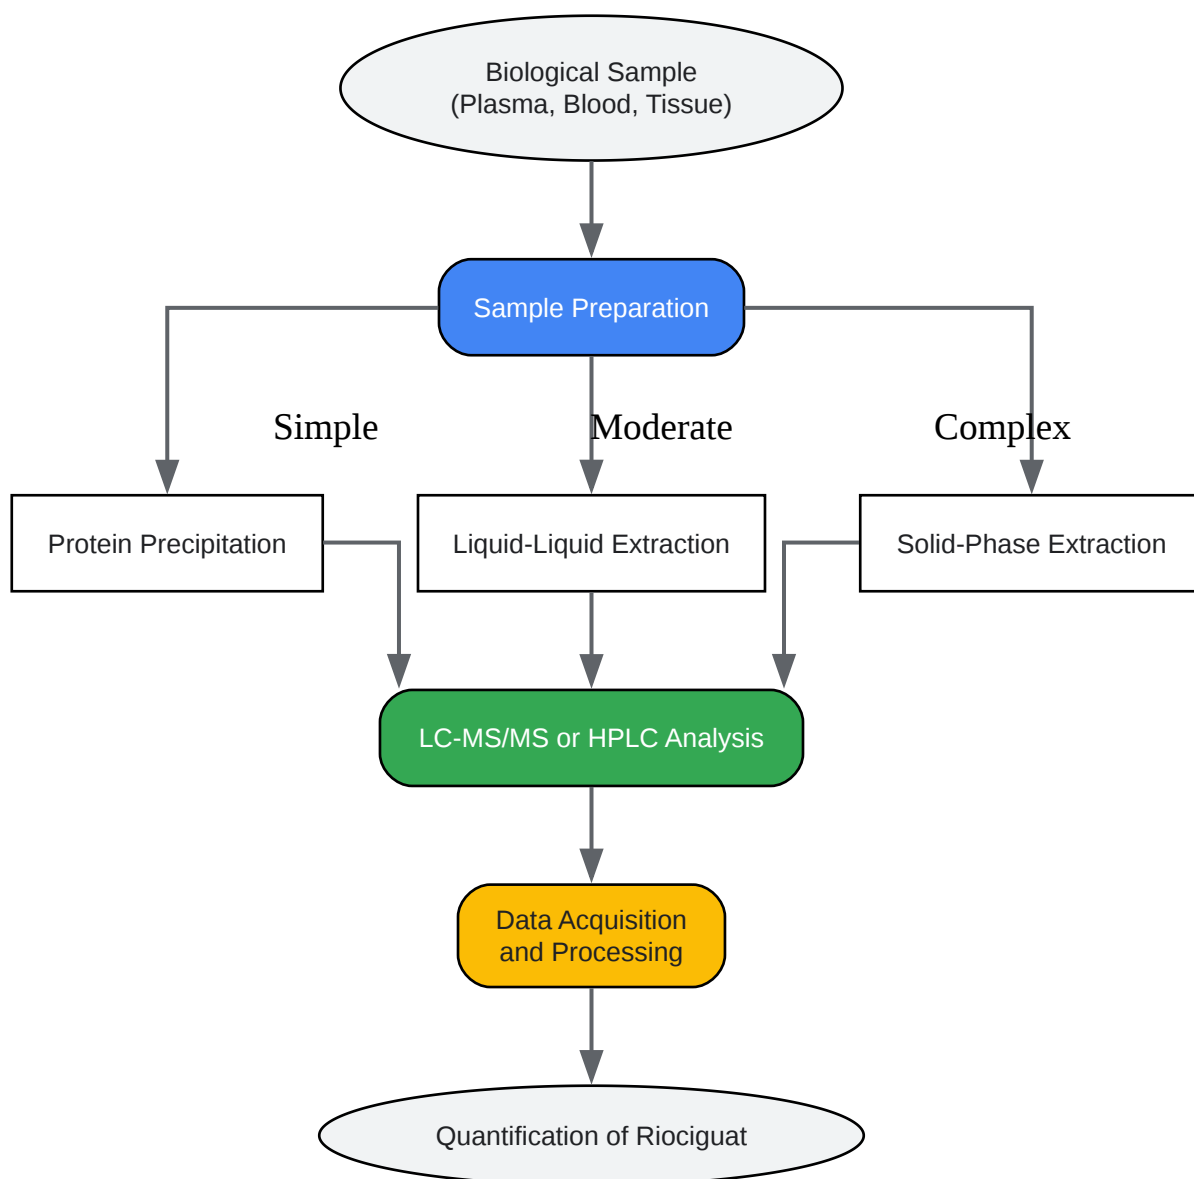 Biological Sample
(Plasma, Blood, Tissue)
Sample Preparation
Simple
Moderate
Complex
Protein Precipitation
Liquid-Liquid Extraction
Solid-Phase Extraction
LC-MS/MS or HPLC Analysis
Data Acquisition
and Processing
Quantification of Riociguat